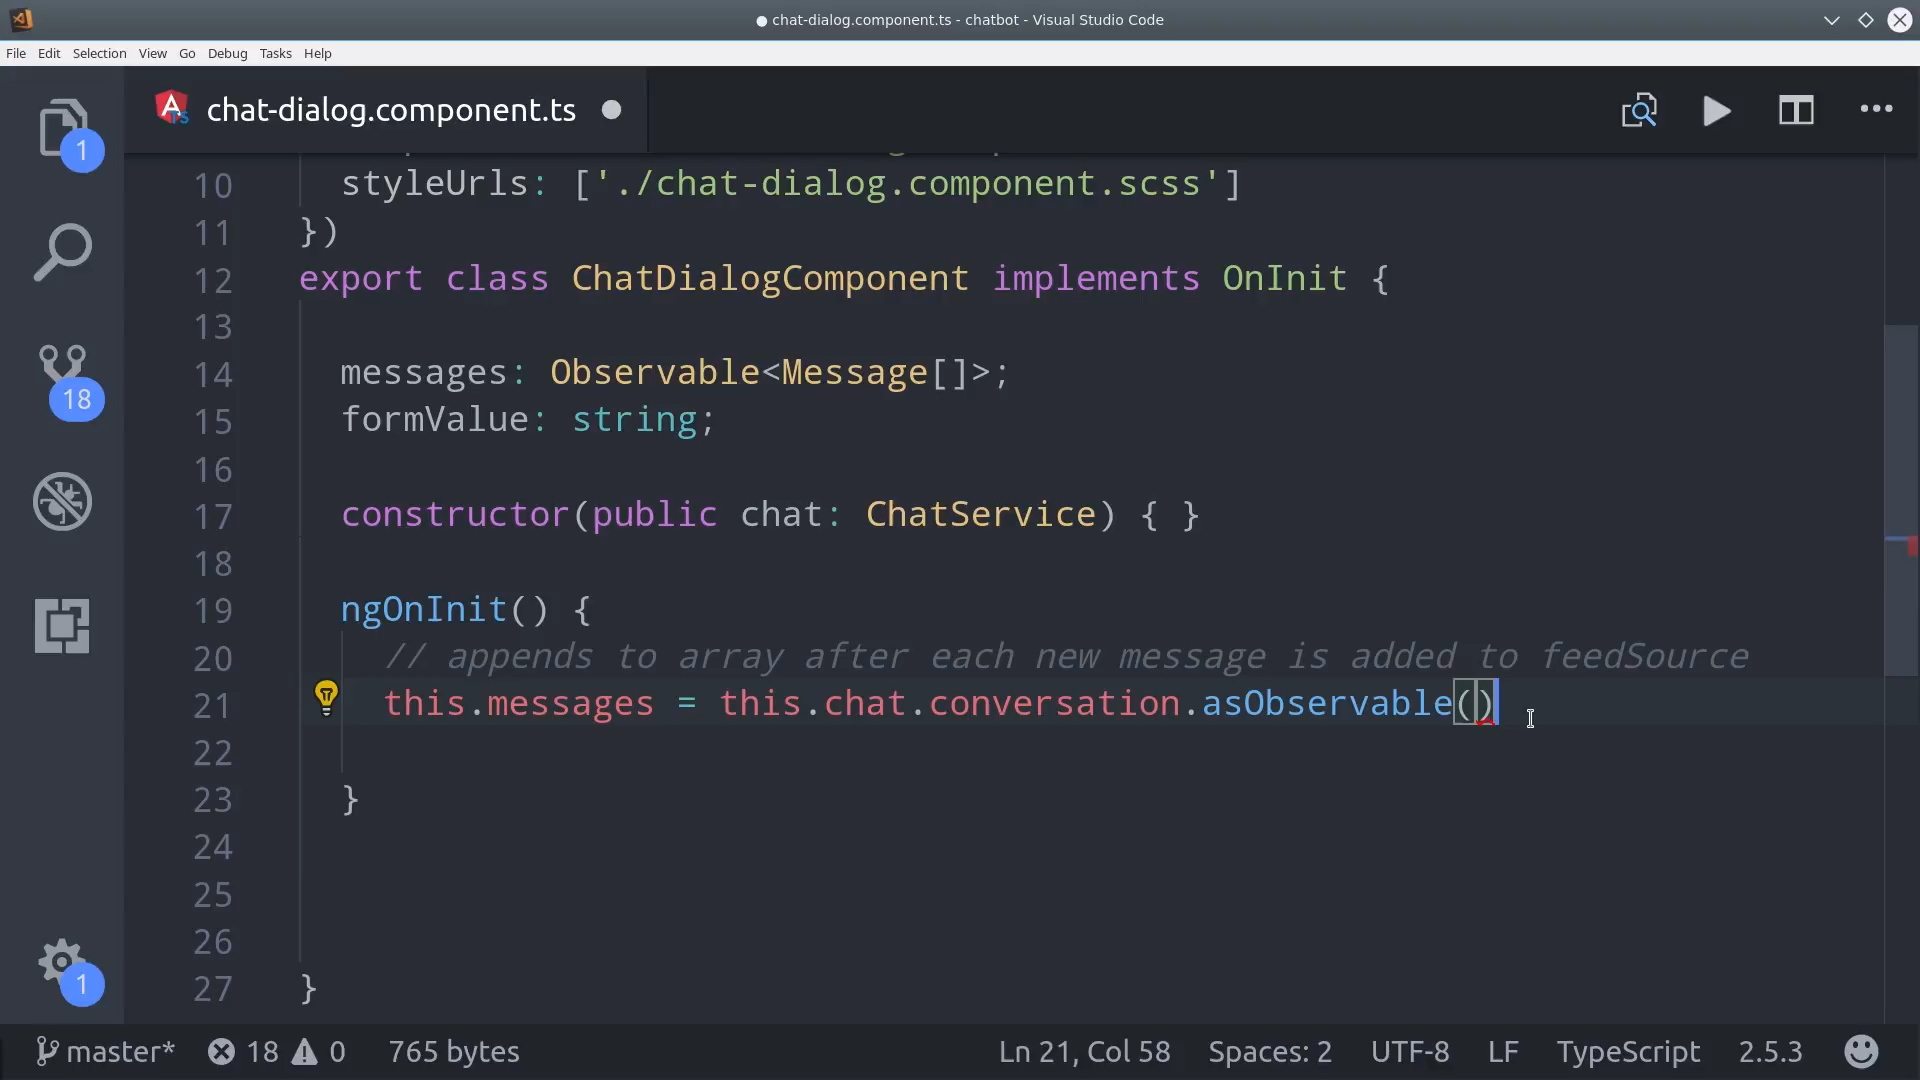 chat-dialog.component.ts - chatbot - Visual Studio Code
File Edit Selection View Go Debug Tasks Help
chat-dialog.component.ts
1
18
1
10 styleUrls: ['./chat-dialog.component.scss']
11 })
12 export class ChatDialogComponent implements OnInit {
13
14 messages: Observable<Message[]>;
15 formValue: string;
16
17 constructor(public chat: ChatService) { }
18
19 ngOnInit() {
20 // appends to array after each new message is added to feedSource
21 this.messages = this.chat.conversation.asObservable()
22
23 }
24
25
26
27 }
master* 18 0 765 bytes Ln 21, Col 58 Spaces: 2 UTF-8 LF TypeScript 2.5.3